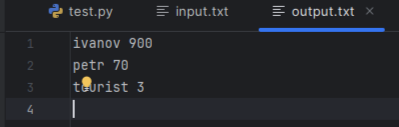 test.py input.txt output.txt
1 ivanov 900
2 petr 70
3 tourist 3
4